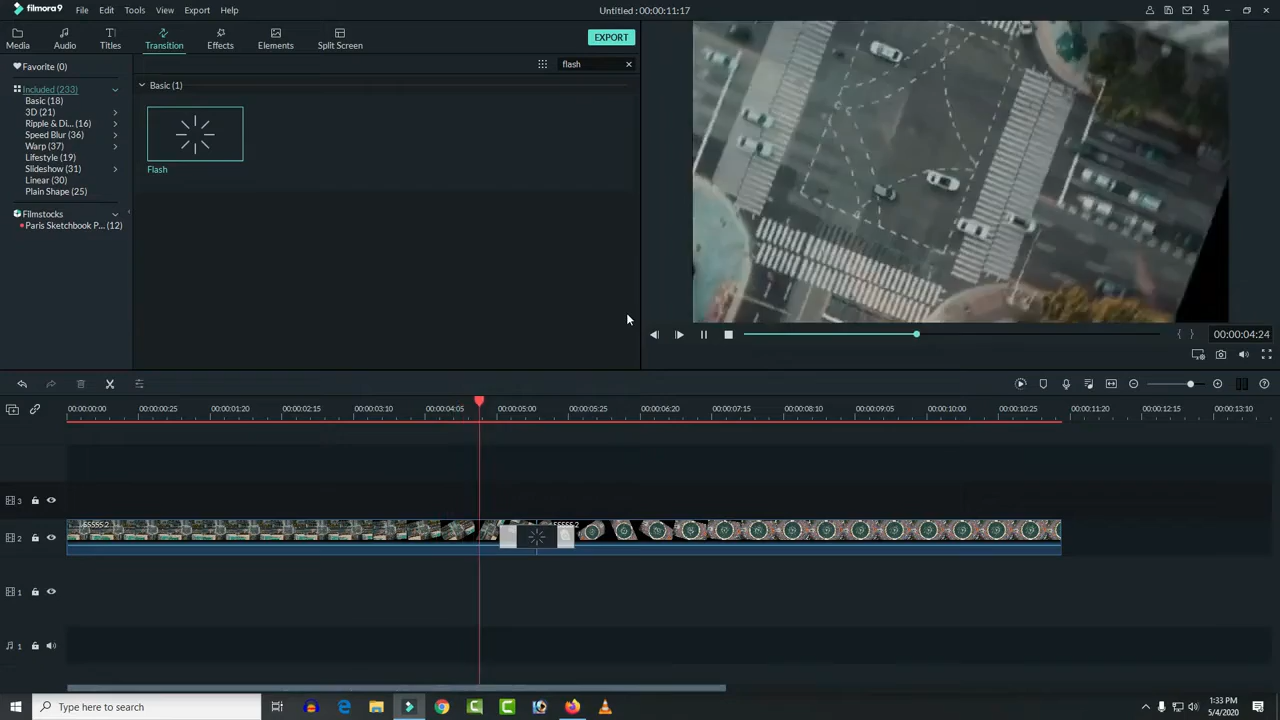 filmora9 File Edit Tools View Export Help Untitled : 00:00:11:17
Media Audio Titles Transition Effects Elements Split Screen EXPORT
Favorite (0)
flash
Included (233)
Basic (18)
3D (21)
Ripple & Di... (16)
Speed Blur (36)
Warp (37)
Lifestyle (19)
Slideshow (31)
Linear (30)
Plain Shape (25)
Filmstocks
Paris Sketchbook P... (12)
Basic (1)
Flash
00:00:04:24
00:00:00:00 00:00:00:25 00:00:01:20 00:00:02:15 00:00:03:10 00:00:04:05 00:00:05:00 00:00:05:25 00:00:06:20 00:00:07:15 00:00:08:10 00:00:09:05 00:00:10:00 00:00:10:25 00:00:11:20 00:00:12:15 00:00:13:10
3
2
1
1
Type here to search
1:33 PM
5/4/2020